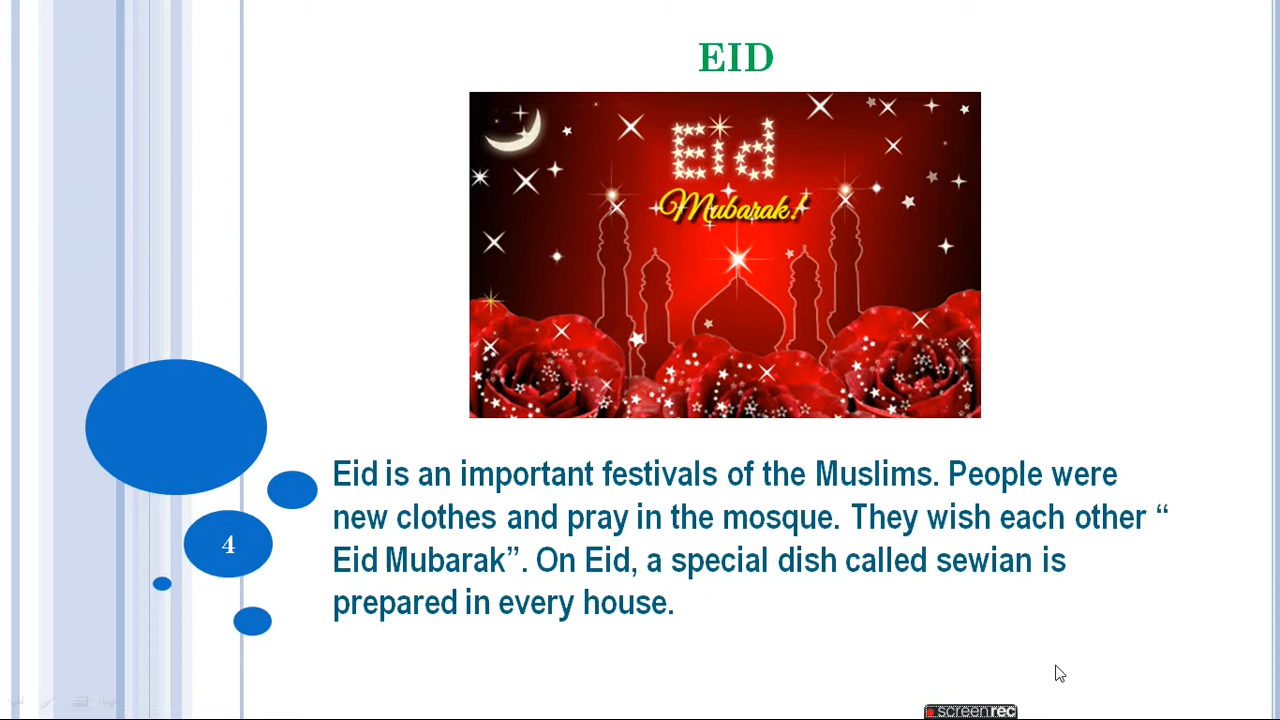 EID
Eid
Mubarak!
Eid is an important festivals of the Muslims. People were
new clothes and pray in the mosque. They wish each other “
Eid Mubarak”. On Eid, a special dish called sewian is
prepared in every house.
4
screenrec